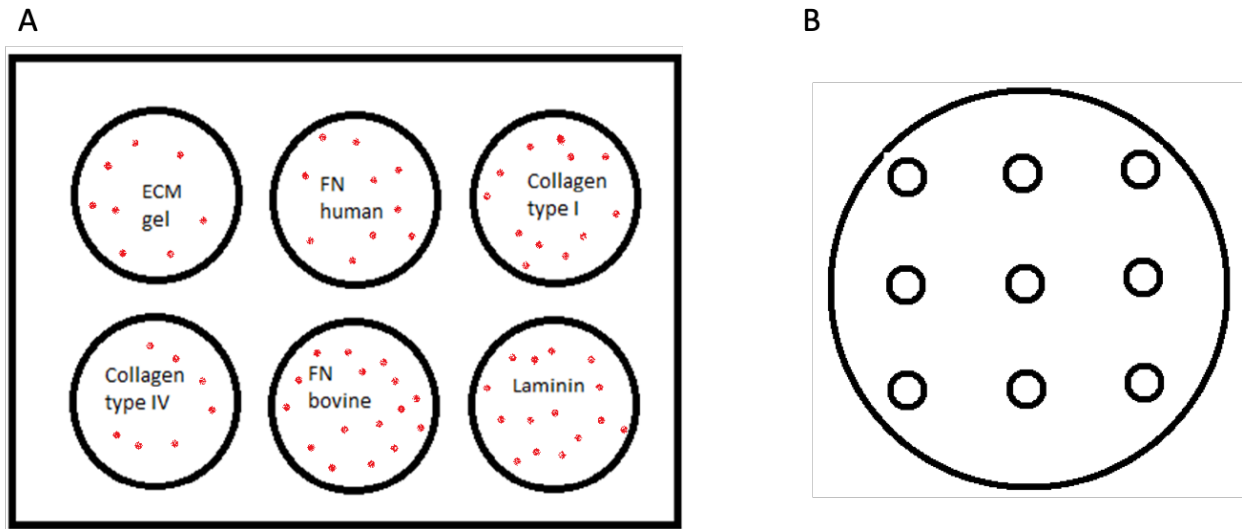 A
B
ECM
gel
FN
human
Collagen
type I
Collagen
type IV
FN
bovine
Laminin